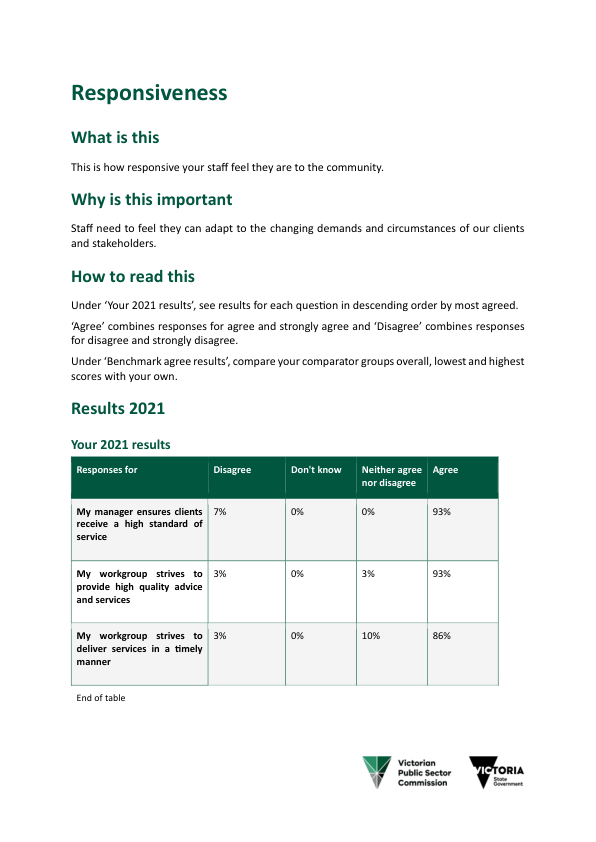 Responsiveness
What is this
This is how responsive your staff feel they are to the community.
Why is this important
Staff need to feel they can adapt to the changing demands and circumstances of our clients
and stakeholders.
How to read this
Under ‘Your 2021 results’, see results for each question in descending order by most agreed.
‘Agree’ combines responses for agree and strongly agree and ‘Disagree’ combines responses
for disagree and strongly disagree.
Under ‘Benchmark agree results’, compare your comparator groups overall, lowest and highest
scores with your own.
Results 2021
Your 2021 results
Responses for Disagree Don't know Neither agree Agree
nor disagree
My manager ensures clients 7% 0% 0% 93%
receive a high standard of
service
My workgroup strives to 3% 0% 3% 93%
provide high quality advice
and services
My workgroup strives to 3% 0% 10% 86%
deliver services in a timely
manner
End of table
Victorian
Public Sector
Commission
VICTORIA
State
Government